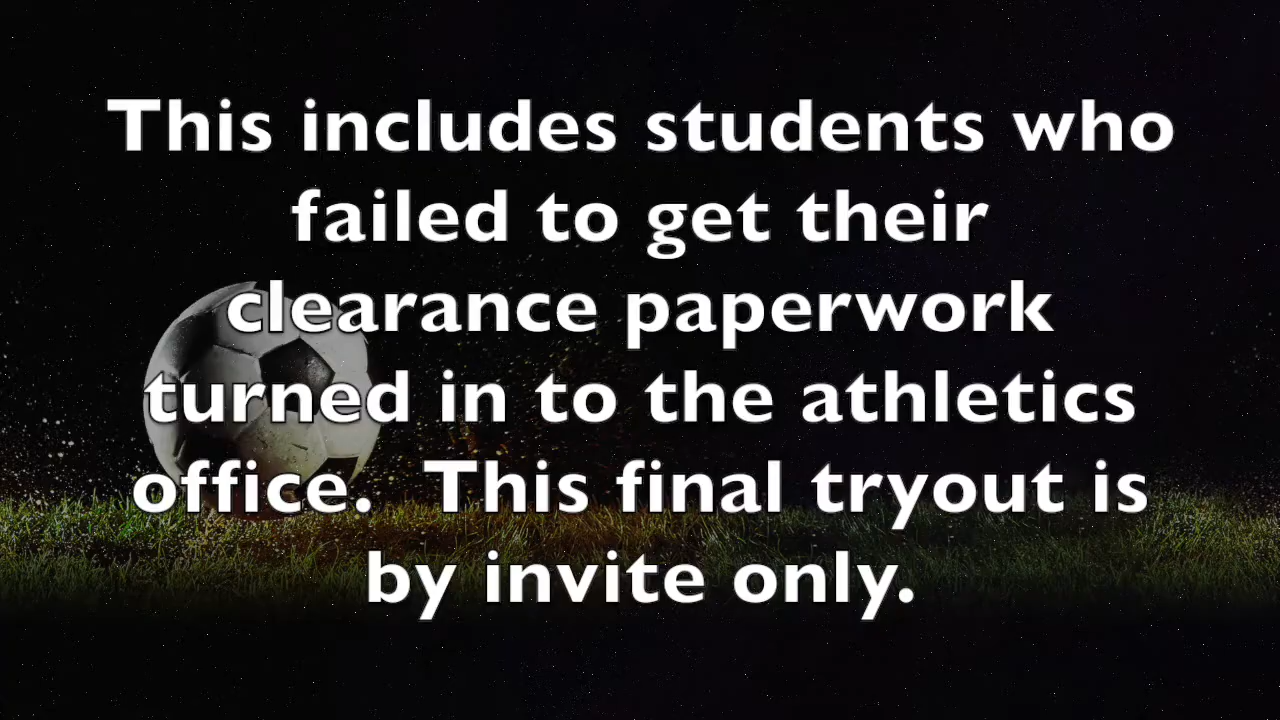 This includes students who
failed to get their
clearance paperwork
turned in to the athletics
office.  This final tryout is
by invite only.